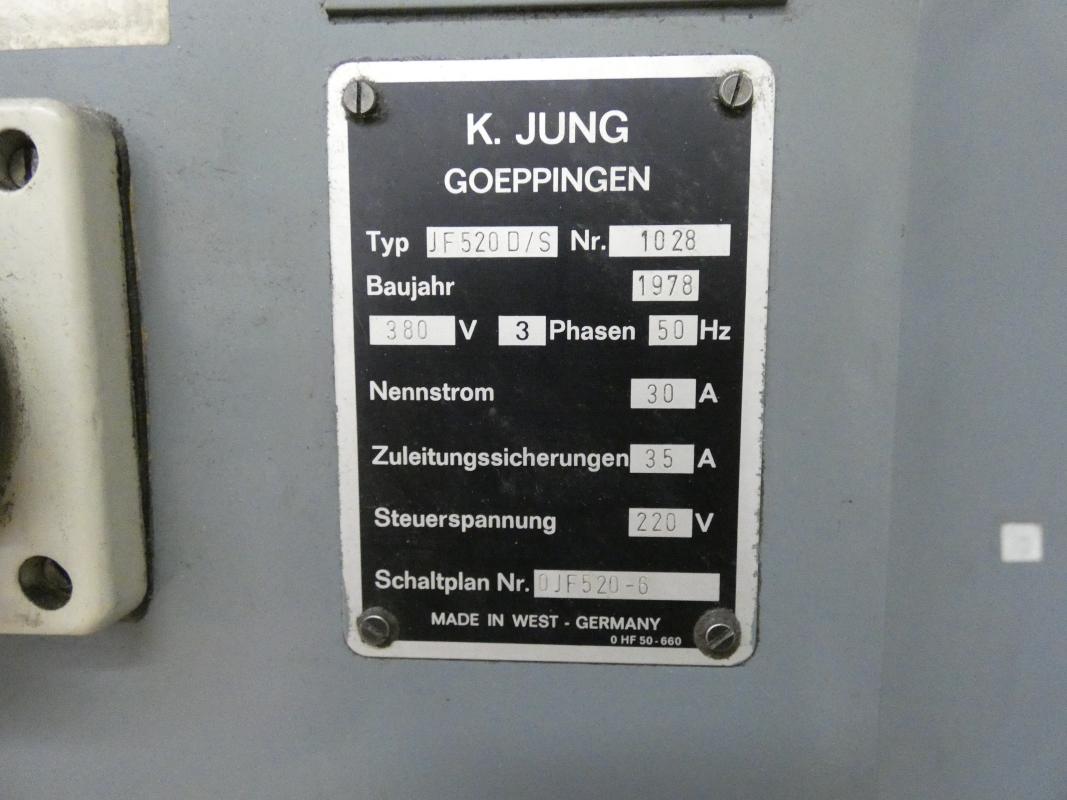 K. JUNG
GOEPPINGEN
Typ JF520 D/S Nr. 1028
Baujahr 1978
380 V 3 Phasen 50 Hz
Nennstrom 30 A
Zuleitungssicherungen 35 A
Steuerspannung 220 V
Schaltplan Nr. 0JF520-6
MADE IN WEST - GERMANY
0 HF 50-660